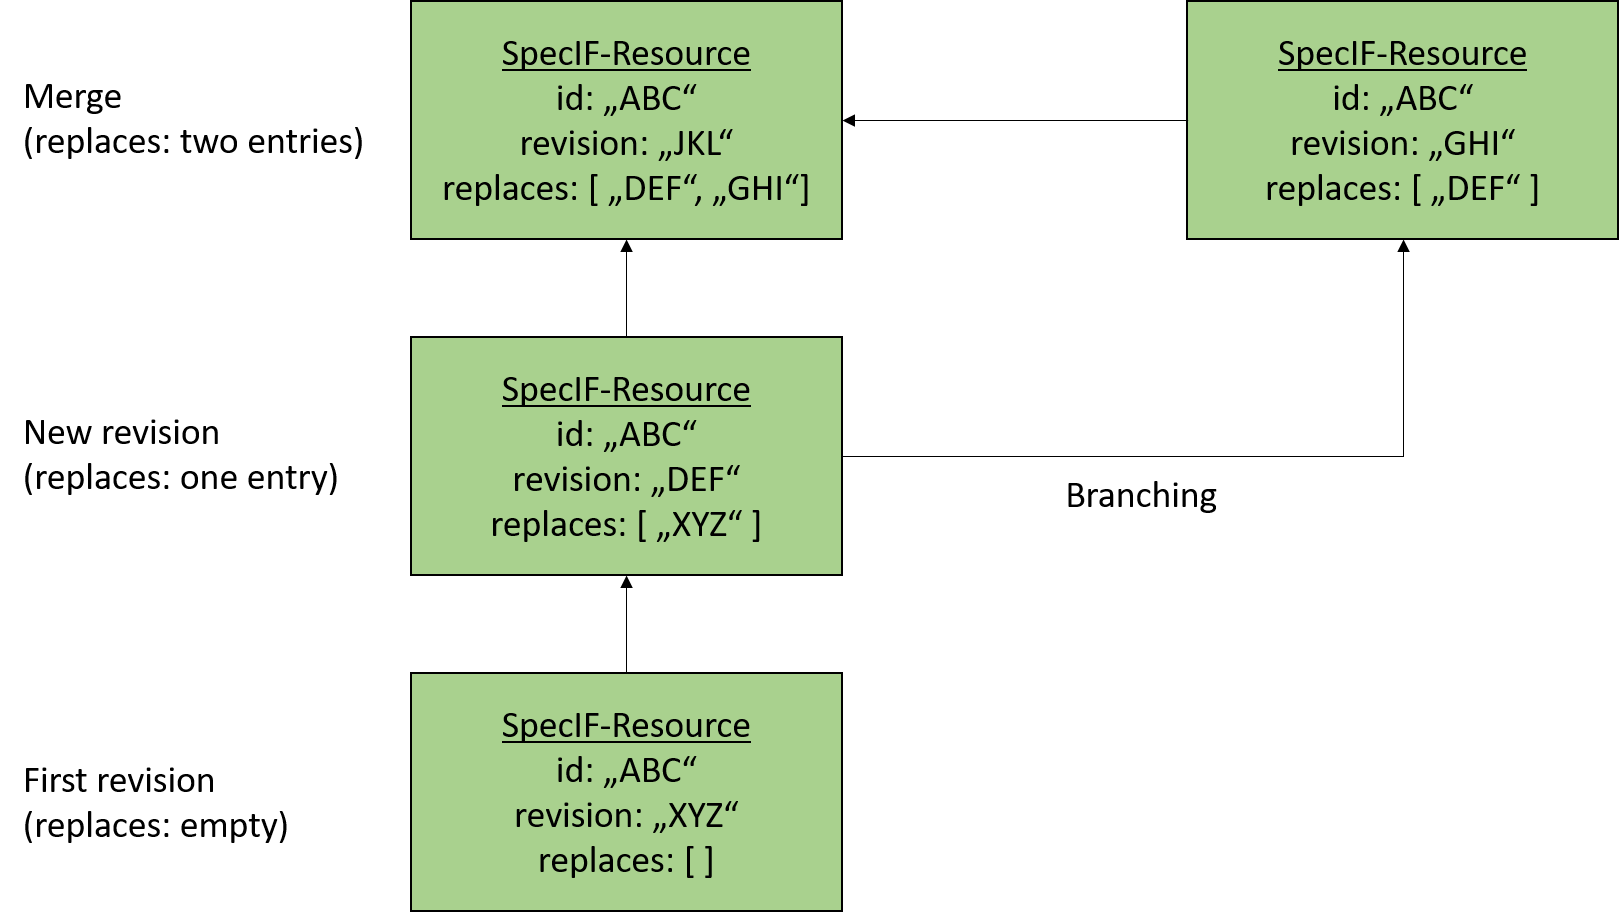 Merge
(replaces: two entries)
SpecIF-Resource
id: „ABC“
revision: „JKL“
replaces: [ „DEF“, „GHI“]
SpecIF-Resource
id: „ABC“
revision: „GHI“
replaces: [ „DEF“ ]
New revision
(replaces: one entry)
SpecIF-Resource
id: „ABC“
revision: „DEF“
replaces: [ „XYZ“ ]
Branching
First revision
(replaces: empty)
SpecIF-Resource
id: „ABC“
revision: „XYZ“
replaces: [ ]